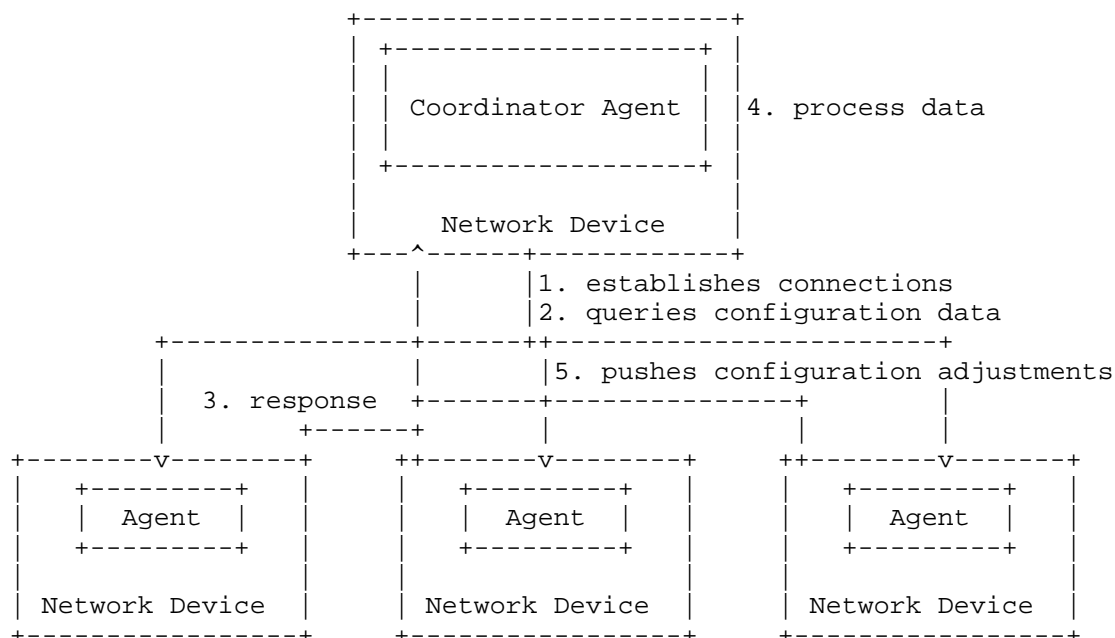 Coordinator Agent
4. process data
Network Device
1. establishes connections
2. queries configuration data
5. pushes configuration adjustments
3. response
Agent Agent Agent
Network Device Network Device Network Device